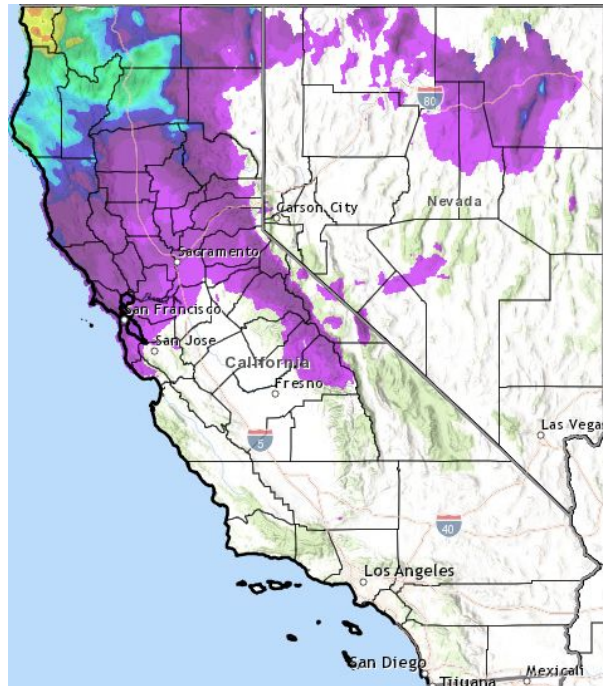 80
Carson City
Nevada
Sacramento
San Francisco
San Jose
California
Fresno
5
Las Vegas
40
Los Angeles
San Diego
Tijuana
Mexicali